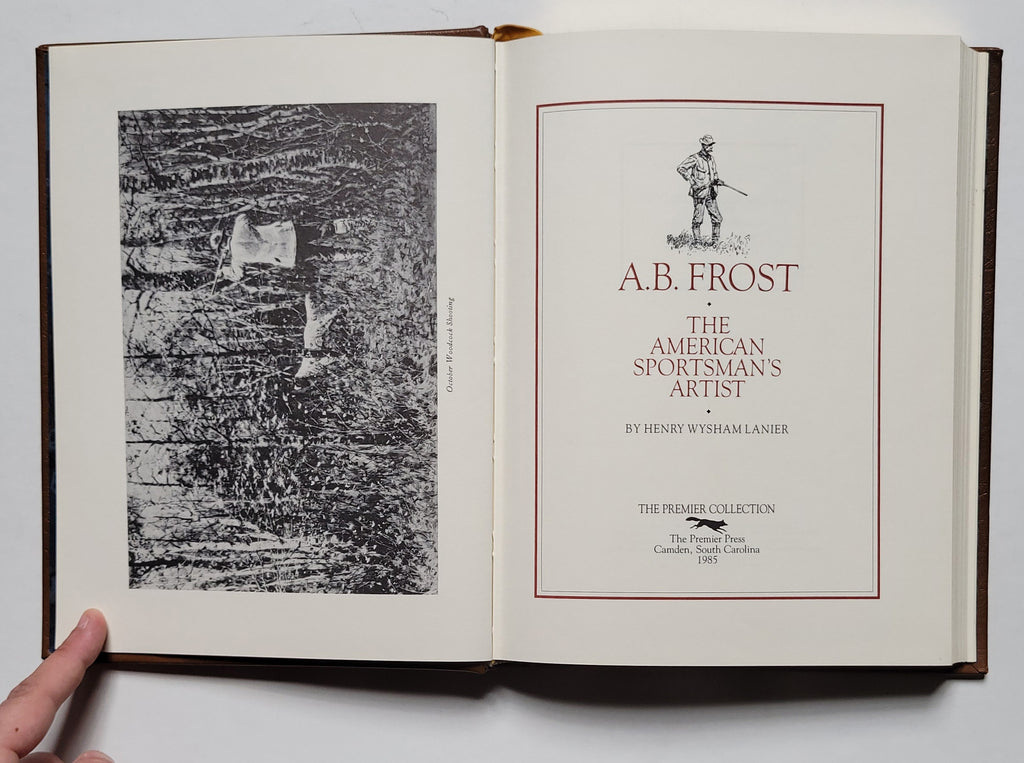 October Woodcock Shooting
A.B. FROST
THE
AMERICAN
SPORTSMAN'S
ARTIST
BY HENRY WYSHAM LANIER
THE PREMIER COLLECTION
The Premier Press
Camden, South Carolina
1985